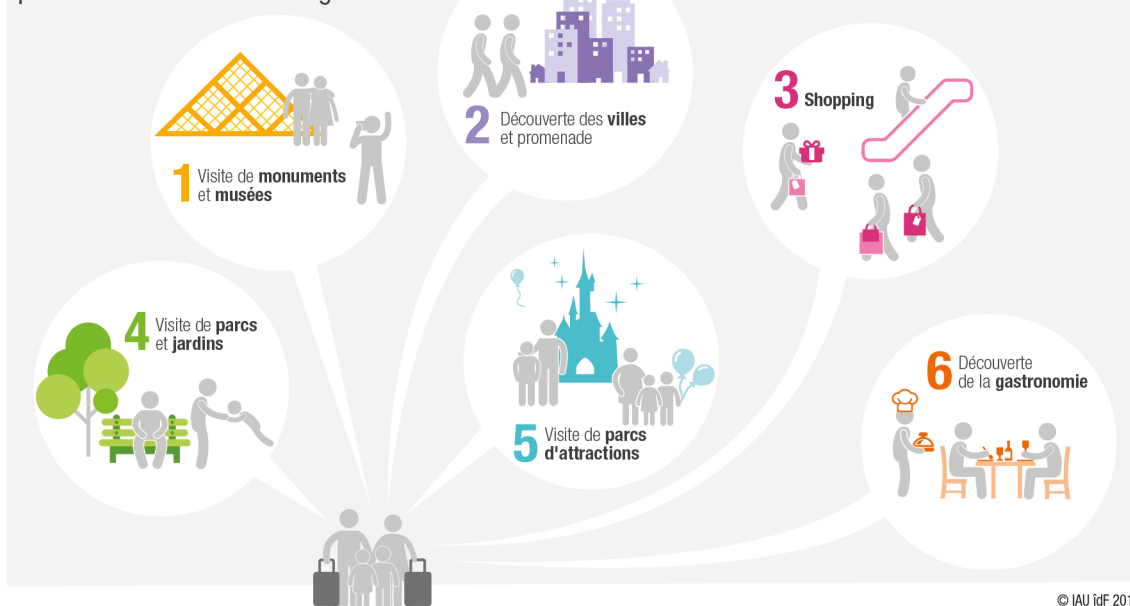 1 Visite de monuments
et musées
2 Découverte des villes
et promenade
3 Shopping
4 Visite de parcs
et jardins
5 Visite de parcs
d'attractions
6 Découverte
de la gastronomie
© IAU îdF